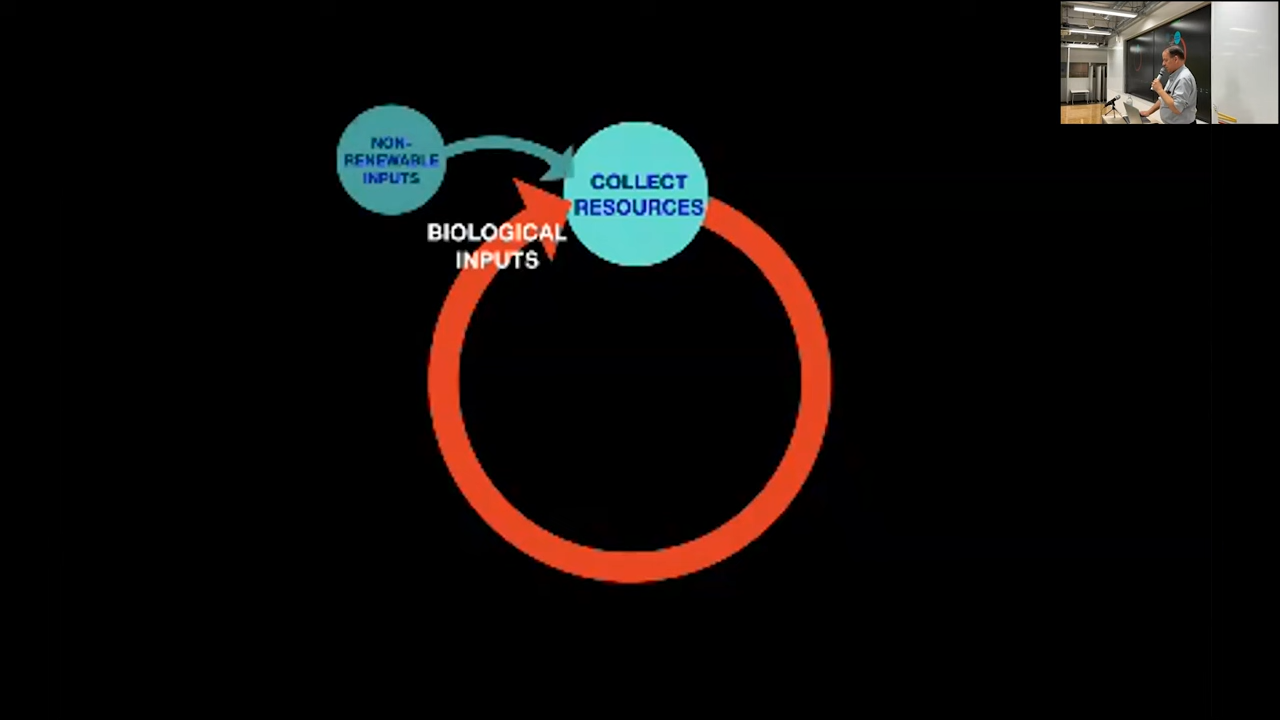 NON-
RENEWABLE
INPUTS
COLLECT
RESOURCES
BIOLOGICAL
INPUTS